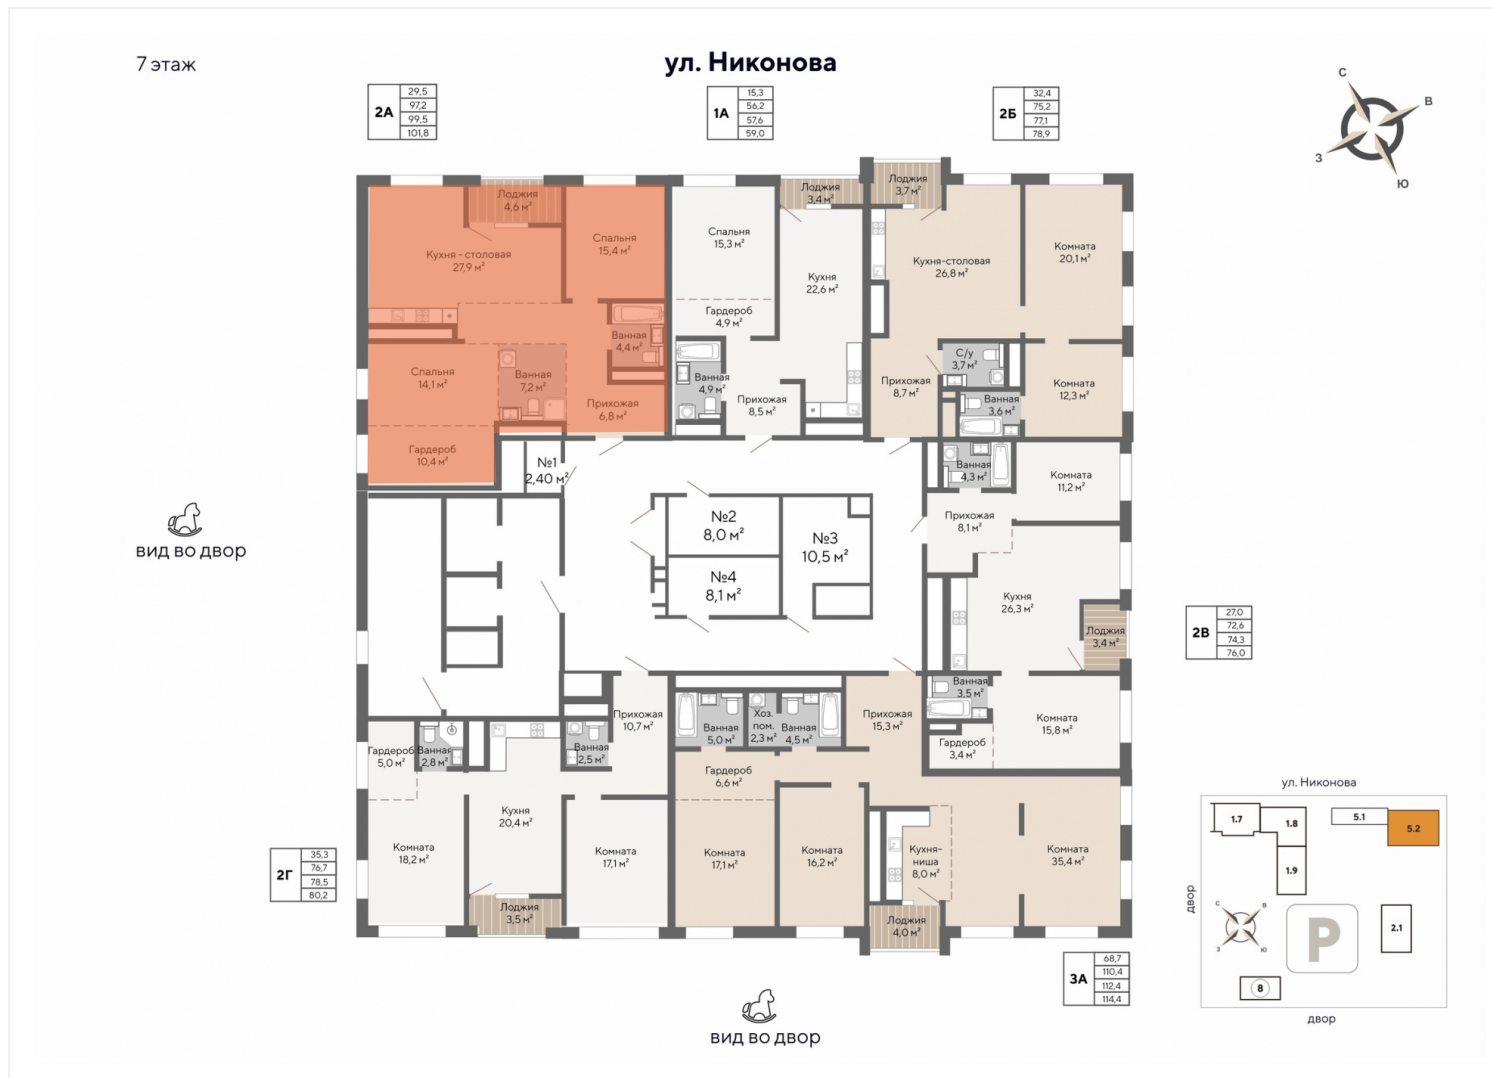 7 этаж
ул. Никонова
2А
29,5
97,2
99,5
101,8
1А
15,3
56,2
57,6
59,0
2Б
32,4
75,2
77,1
78,9
С
В
З
Ю
Лоджия
4,6 м²
Кухня - столовая
27,9 м²
Спальня
15,4 м²
Ванная
4,4 м²
Спальня
14,1 м²
Ванная
7,2 м²
Прихожая
6,8 м²
Гардероб
10,4 м²
Спальня
15,3 м²
Лоджия
3,4 м²
Кухня
22,6 м²
Гардероб
4,9 м²
Ванная
4,9 м²
Прихожая
8,5 м²
Лоджия
3,7 м²
Кухня-столовая
26,8 м²
Комната
20,1 м²
С/у
3,7 м²
Прихожая
8,7 м²
Ванная
3,6 м²
Комната
12,3 м²
№1
2,40 м²
№2
8,0 м²
№3
10,5 м²
№4
8,1 м²
Ванная
4,3 м²
Комната
11,2 м²
Прихожая
8,1 м²
Кухня
26,3 м²
Лоджия
3,4 м²
Ванная
3,5 м²
Комната
15,8 м²
Гардероб
3,4 м²
2В
27,0
72,6
74,3
76,0
вид во двор
Гардероб
5,0 м²
Ванная
2,8 м²
Кухня
20,4 м²
Ванная
2,5 м²
Прихожая
10,7 м²
Комната
18,2 м²
Комната
17,1 м²
Лоджия
3,5 м²
2Г
35,3
76,7
78,5
80,2
Ванная
5,0 м²
Хоз.
пом.
2,3 м²
Ванная
4,5 м²
Прихожая
15,3 м²
Гардероб
6,6 м²
Комната
17,1 м²
Комната
16,2 м²
Кухня-
ниша
8,0 м²
Комната
35,4 м²
Лоджия
4,0 м²
3А
68,7
110,4
112,4
114,4
вид во двор
ул. Никонова
1.7
1.8
1.9
5.1
5.2
2.1
8
P
С
В
З
Ю
двор
двор